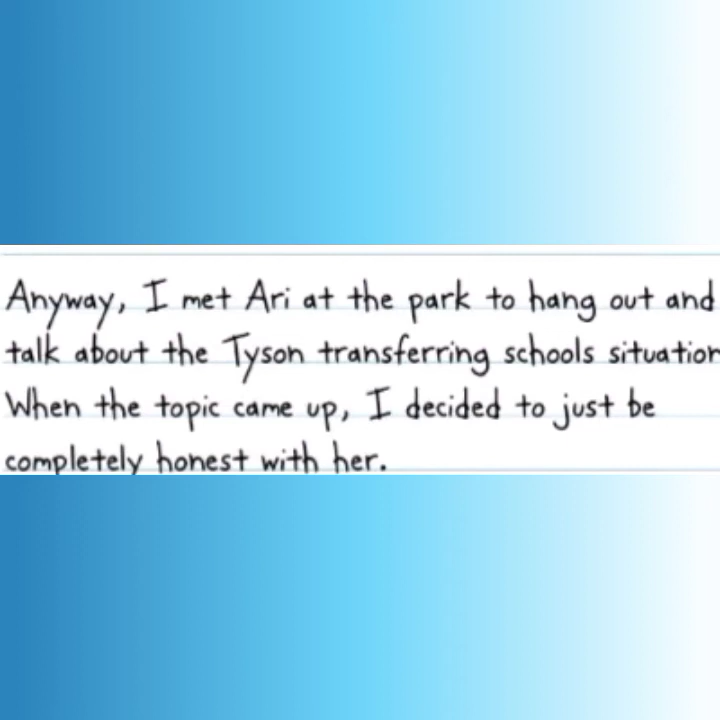 Anyway, I met Ari at the park to hang out and
talk about the Tyson transferring schools situation
When the topic came up, I decided to just be
completely honest with her.